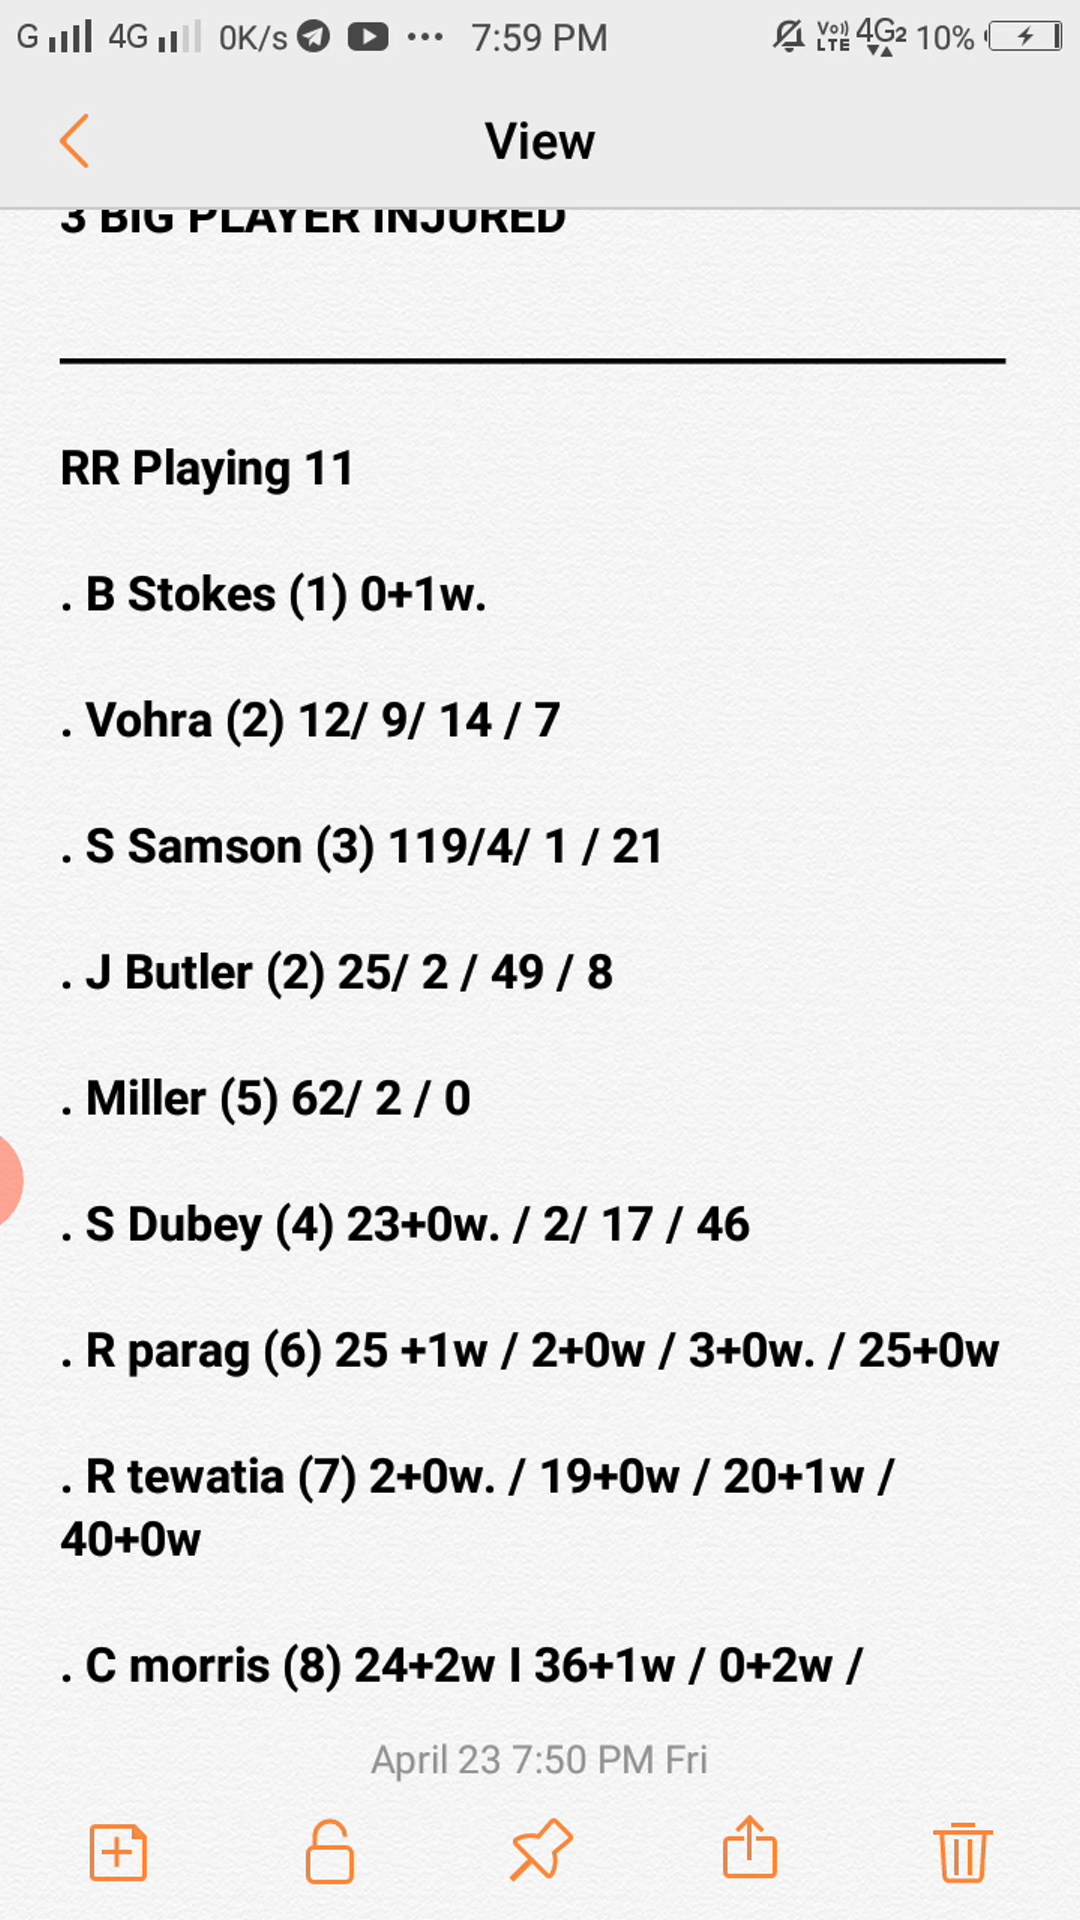 G 4G 0K/s ••• 7:59 PM Vo)) LTE 4G2 10%
View
3 BIG PLAYER INJURED
RR Playing 11
. B Stokes (1) 0+1w.
. Vohra (2) 12/ 9/ 14 / 7
. S Samson (3) 119/4/ 1 / 21
. J Butler (2) 25/ 2 / 49 / 8
. Miller (5) 62/ 2 / 0
. S Dubey (4) 23+0w. / 2/ 17 / 46
. R parag (6) 25 +1w / 2+0w / 3+0w. / 25+0w
. R tewatia (7) 2+0w. / 19+0w / 20+1w /
40+0w
. C morris (8) 24+2w I 36+1w / 0+2w /
April 23 7:50 PM Fri